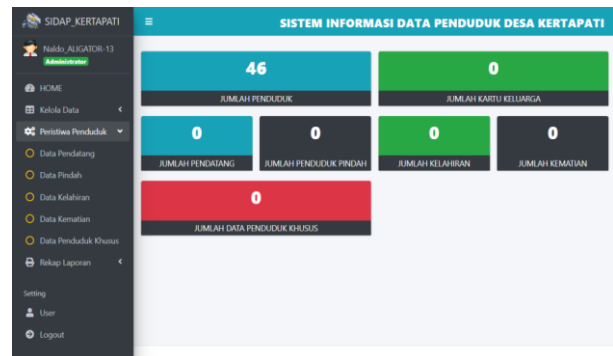 SIDAP_KERTAPATI
Naldo_ALIGATOR-13
Administrator
HOME
Kelola Data
Peristiwa Penduduk
Data Pendatang
Data Pindah
Data Kelahiran
Data Kematian
Data Penduduk Khusus
Rekap Laporan
Setting
User
Logout
SISTEM INFORMASI DATA PENDUDUK DESA KERTAPATI
46
JUMLAH PENDUDUK
0
JUMLAH KARTU KELUARGA
0
JUMLAH PENDATANG
0
JUMLAH PENDUDUK PINDAH
0
JUMLAH KELAHIRAN
0
JUMLAH KEMATIAN
0
JUMLAH DATA PENDUDUK KHUSUS